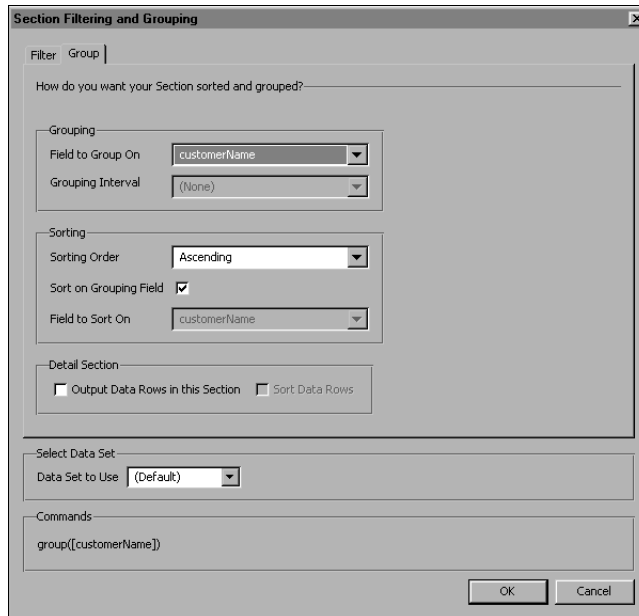 Section Filtering and Grouping
Filter Group
How do you want your Section sorted and grouped?
Grouping
Field to Group On customerName
Grouping Interval (None)
Sorting
Sorting Order Ascending
Sort on Grouping Field
Field to Sort On customerName
Detail Section
Output Data Rows in this Section Sort Data Rows
Select Data Set
Data Set to Use (Default)
Commands
group([customerName])
OK Cancel